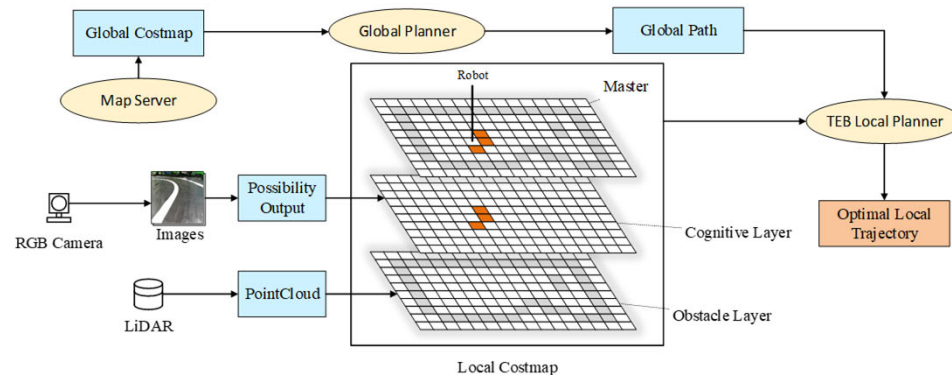 Global Costmap
Global Planner
Global Path
Map Server
Robot
Master
TEB Local Planner
RGB Camera
Images
Possibility
Output
Cognitive Layer
Optimal Local
Trajectory
LiDAR
PointCloud
Obstacle Layer
Local Costmap